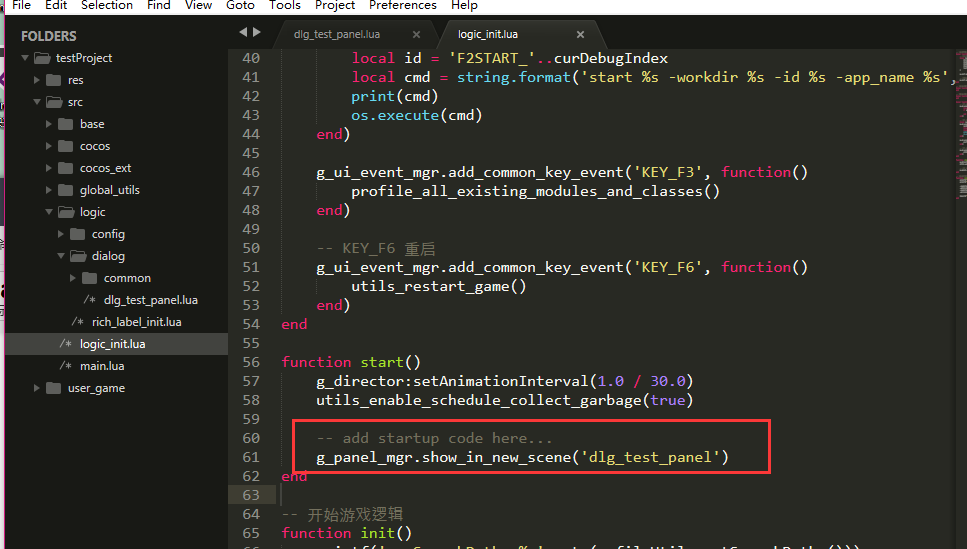 File Edit Selection Find View Goto Tools Project Preferences Help
FOLDERS
testProject
res
src
base
cocos
cocos_ext
global_utils
logic
config
dialog
common
/* dlg_test_panel.lua
/* rich_label_init.lua
/* logic_init.lua
/* main.lua
user_game
dlg_test_panel.lua ×
logic_init.lua ×
40 local id = 'F2START_'..curDebugIndex
41 local cmd = string.format('start %s -workdir %s -id %s -app_name %s',
42 print(cmd)
43 os.execute(cmd)
44 end)
45
46 g_ui_event_mgr.add_common_key_event('KEY_F3', function()
47 profile_all_existing_modules_and_classes()
48 end)
49
50 -- KEY_F6 重启
51 g_ui_event_mgr.add_common_key_event('KEY_F6', function()
52 utils_restart_game()
53 end)
54 end
55
56 function start()
57 g_director:setAnimationInterval(1.0 / 30.0)
58 utils_enable_schedule_collect_garbage(true)
59
60 -- add startup code here...
61 g_panel_mgr.show_in_new_scene('dlg_test_panel')
62 end
63
64 -- 开始游戏逻辑
65 function init()